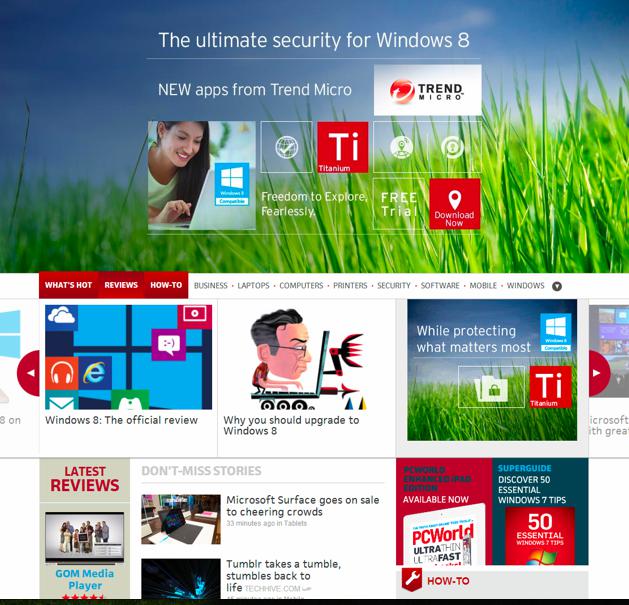 The ultimate security for Windows 8
NEW apps from Trend Micro
TREND
MICRO
Ti
Titanium
Windows 8
Compatible
Freedom to Explore,
Fearlessly.
FREE
Trial
Download
Now
WHAT'S HOT REVIEWS HOW-TO BUSINESS • LAPTOPS • COMPUTERS • PRINTERS • SECURITY • SOFTWARE • MOBILE • WINDOWS
8 on
Windows 8: The official review
Why you should upgrade to
Windows 8
While protecting
what matters most
Windows 8
Compatible
Ti
Titanium
icrosoft
ith great
LATEST
REVIEWS
GOM Media
Player
DON'T-MISS STORIES
Microsoft Surface goes on sale
to cheering crowds
33 minutes ago in Tablets
Tumblr takes a tumble,
stumbles back to
life TECHHIVE.COM
PCWORLD
ENHANCED iPAD
EDITION
AVAILABLE NOW
PCWorld
ULTRATHIN
ULTRAFAST
SUPERGUIDE
DISCOVER 50
ESSENTIAL
WINDOWS 7 TIPS
50
ESSENTIAL
WINDOWS 7 TIPS
HOW-TO